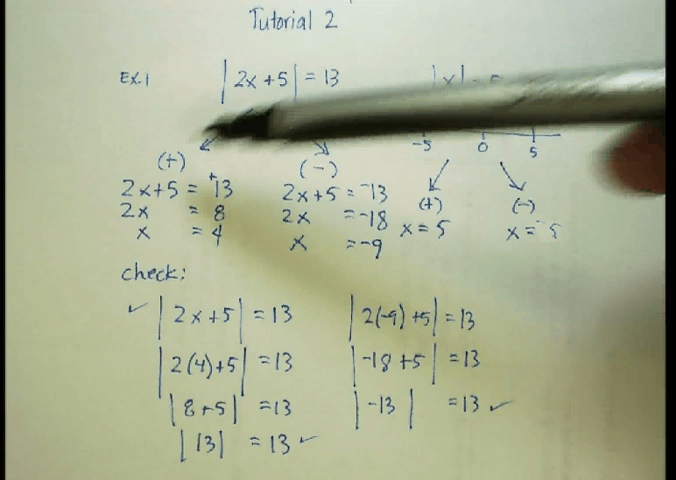 Tutorial 2
Ex.1 |2x+5| = 13 |x|
-5 0 5
(+) (-) (+) (-)
2x+5 = +13 2x+5 = -13 x = 5 x =
2x = 8 2x = -18
x = 4 x = -9
check:
✓ |2x+5| = 13 |2(-9)+5| = 13
|2(4)+5| = 13 |-18+5| = 13
|8+5| = 13 |-13| = 13 ✓
|13| = 13 ✓